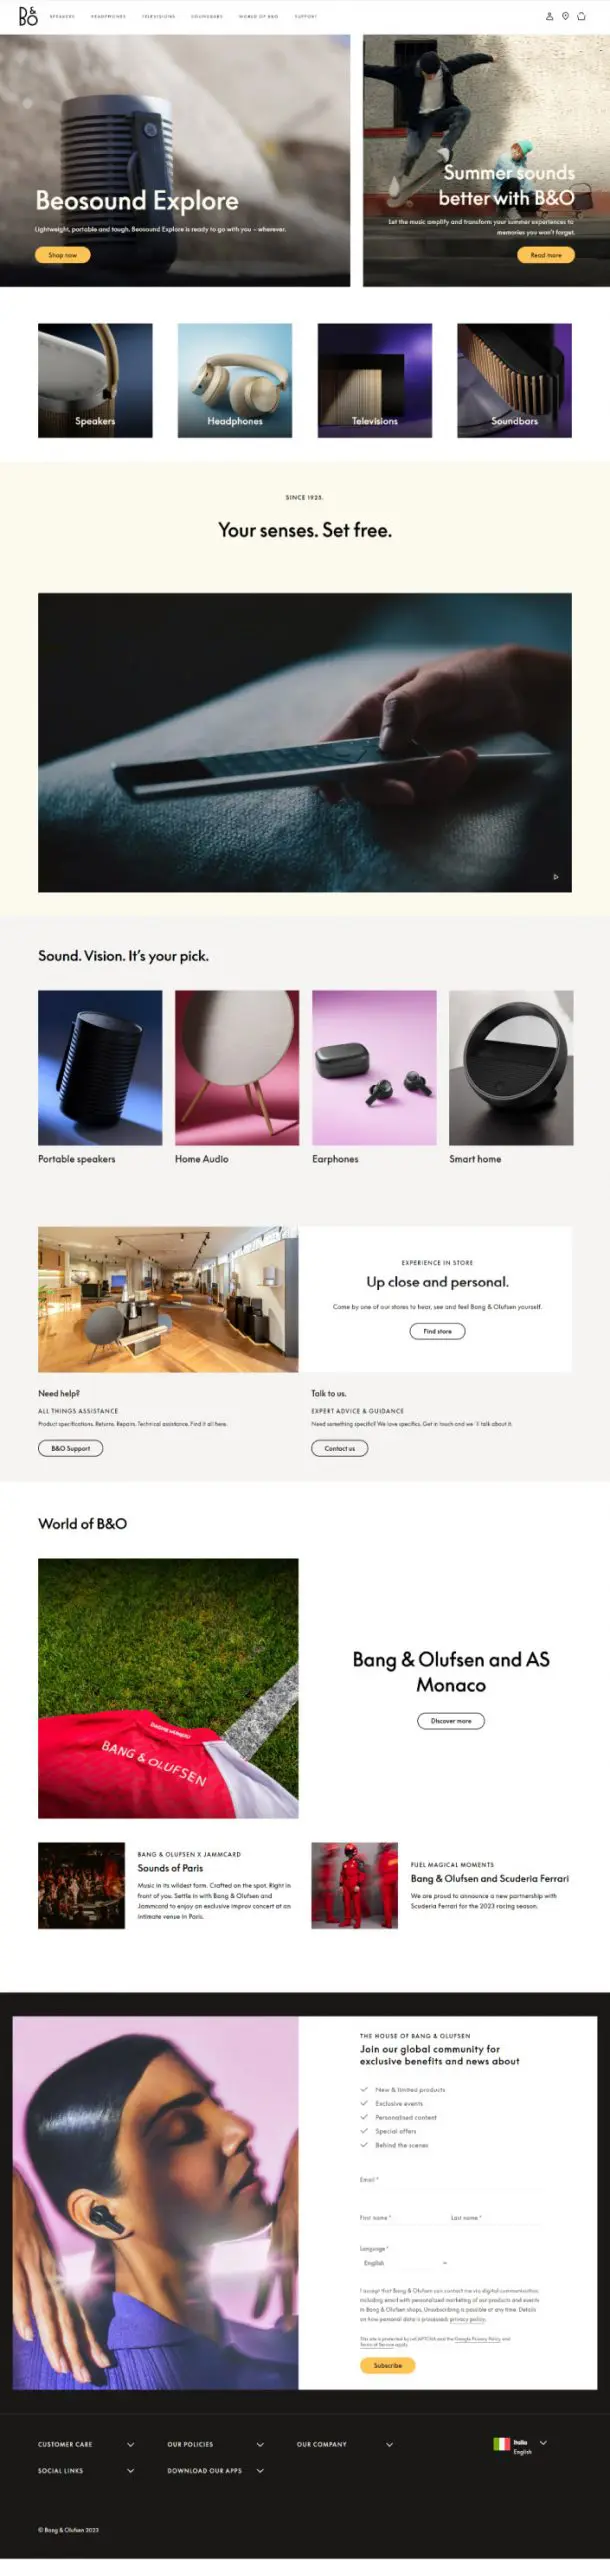 B&O
SPEAKERS HEADPHONES TELEVISIONS SOUNDBARS WORLD OF B&O SUPPORT
Beosound Explore
Lightweight, portable and tough. Beosound Explore is ready to go with you – wherever.
Shop now
Summer sounds
better with B&O
Let the music amplify and transform your summer experiences to
memories you won't forget.
Read more
Speakers
Headphones
Televisions
Soundbars
SINCE 1925.
Your senses. Set free.
Sound. Vision. It's your pick.
Portable speakers
Home Audio
Earphones
Smart home
EXPERIENCE IN STORE
Up close and personal.
Come by one of our stores to hear, see and feel Bang & Olufsen yourself.
Find store
Need help?
ALL THINGS ASSISTANCE
Product specifications. Returns. Repairs. Technical assistance. Find it all here.
B&O Support
Talk to us.
EXPERT ADVICE & GUIDANCE
Need something specific? We love specifics. Get in touch and we'll talk about it.
Contact us
World of B&O
BANG & OLUFSEN
Bang & Olufsen and AS
Monaco
Discover more
BANG & OLUFSEN X JAMMCARD
Sounds of Paris
Music in its wildest form. Crafted on the spot. Right in
front of you. Settle in with Bang & Olufsen and
Jammcard to enjoy an exclusive improv concert at an
intimate venue in Paris.
FUEL MAGICAL MOMENTS
Bang & Olufsen and Scuderia Ferrari
We are proud to announce a new partnership with
Scuderia Ferrari for the 2023 racing season.
THE HOUSE OF BANG & OLUFSEN
Join our global community for
exclusive benefits and news about
New & limited products
Exclusive events
Personalised content
Special offers
Behind the scenes
Email *
First name * Last name *
Language *
English
I accept that Bang & Olufsen can contact me via digital communication,
including email with personalized marketing of our products and events
in Bang & Olufsen shops. Unsubscribing is possible at any time. Details
on how personal data is processed: privacy policy.
This site is protected by reCAPTCHA and the Google Privacy Policy and
Terms of Service apply.
Subscribe
CUSTOMER CARE
OUR POLICIES
OUR COMPANY
Italia
English
SOCIAL LINKS
DOWNLOAD OUR APPS
© Bang & Olufsen 2023